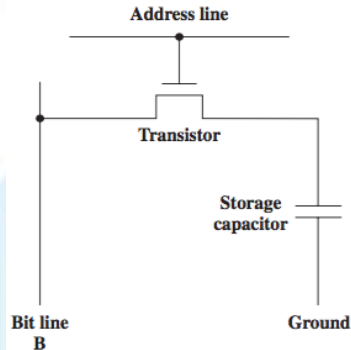 Address line
Transistor
Storage
capacitor
Bit line
B
Ground